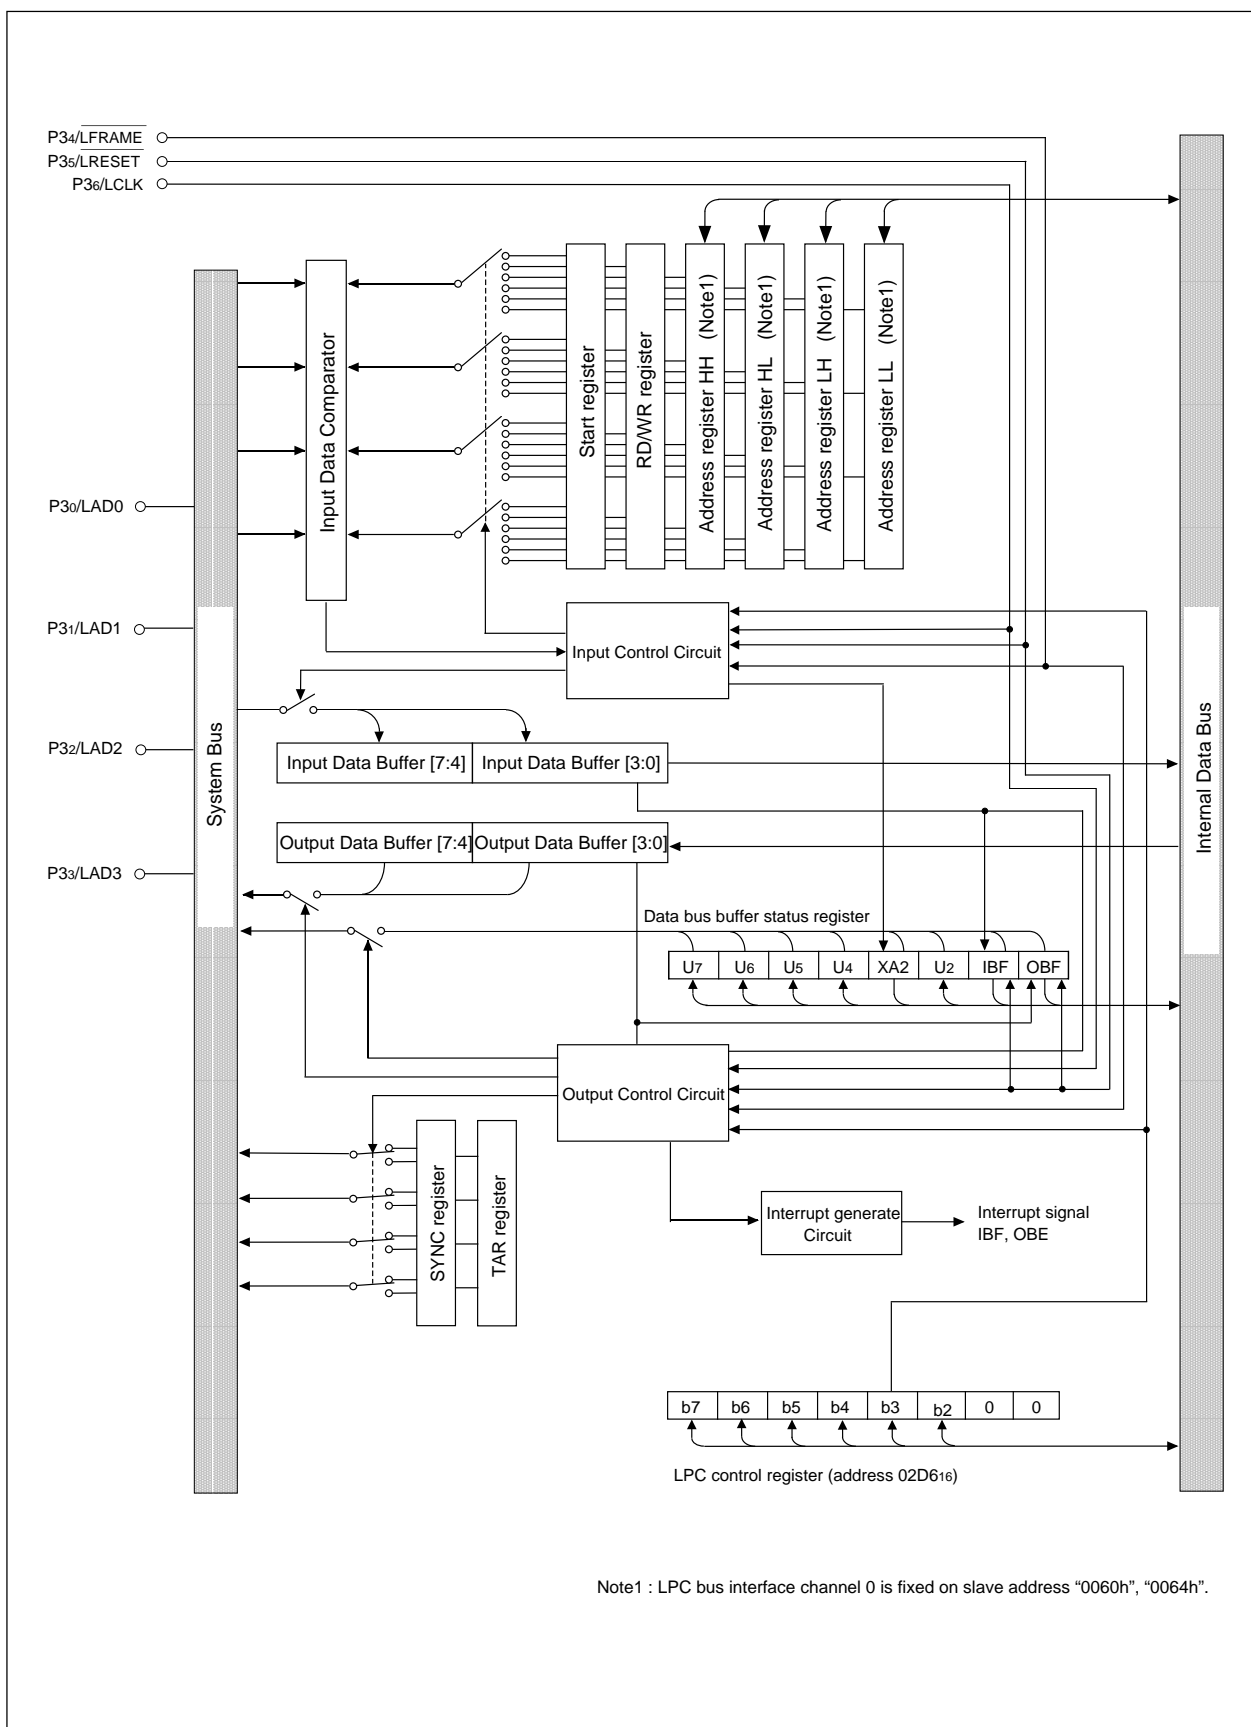 P34/LFRAME
P35/LRESET
P36/LCLK
P30/LAD0
P31/LAD1
P32/LAD2
P33/LAD3
System Bus
Input Data Comparator
Start register
RD/WR register
Address register HH (Note1)
Address register HL (Note1)
Address register LH (Note1)
Address register LL (Note1)
Internal Data Bus
Input Control Circuit
Input Data Buffer [7:4] Input Data Buffer [3:0]
Output Data Buffer [7:4] Output Data Buffer [3:0]
Data bus buffer status register
U7 U6 U5 U4 XA2 U2 IBF OBF
Output Control Circuit
SYNC register
TAR register
Interrupt generate
Circuit
Interrupt signal
IBF, OBE
b7 b6 b5 b4 b3 b2 0 0
LPC control register (address 02D616)
Note1 : LPC bus interface channel 0 is fixed on slave address “0060h”, “0064h”.